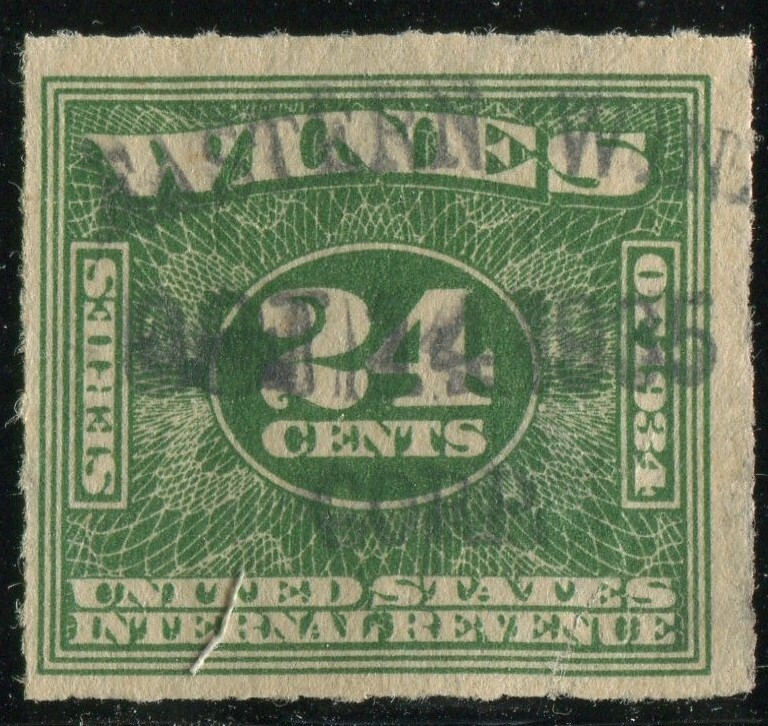 WINES
SERIES
OF 1934
24
CENTS
UNITED STATES
INTERNAL REVENUE